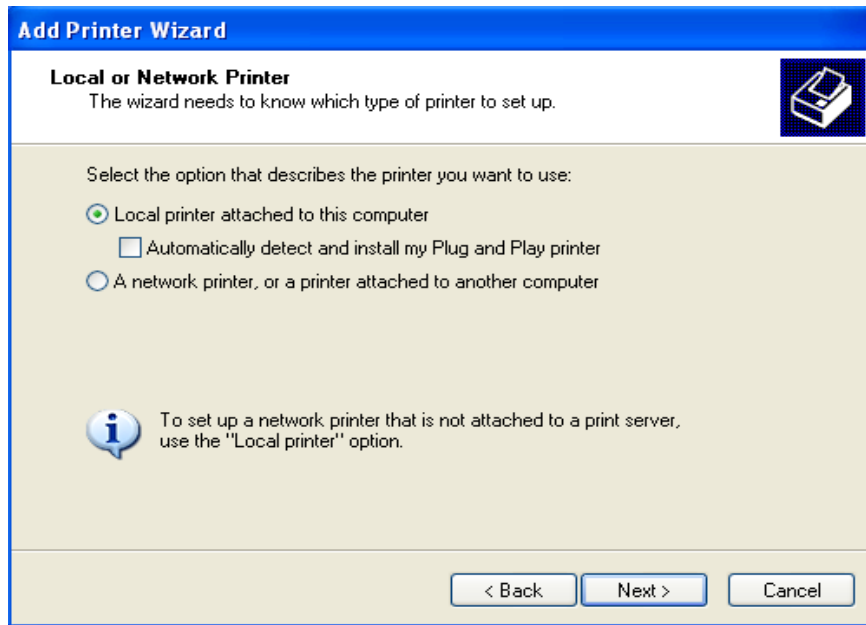 Add Printer Wizard
Local or Network Printer
The wizard needs to know which type of printer to set up.
Select the option that describes the printer you want to use:
Local printer attached to this computer
Automatically detect and install my Plug and Play printer
A network printer, or a printer attached to another computer
To set up a network printer that is not attached to a print server,
use the "Local printer" option.
< Back
Next >
Cancel